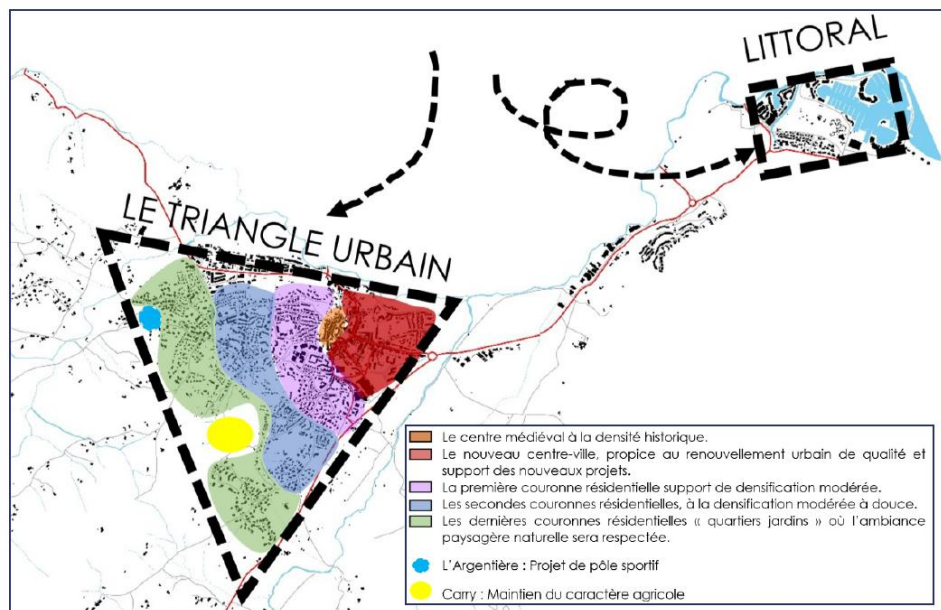 LITTORAL
LE TRIANGLE URBAIN
Le centre médiéval à la densité historique.
Le nouveau centre-ville, propice au renouvellement urbain de qualité et
support des nouveaux projets.
La première couronne résidentielle support de densification modérée.
Les secondes couronnes résidentielles, à la densification modérée à douce.
Les dernières couronnes résidentielles « quartiers jardins » où l'ambiance
paysagère naturelle sera respectée.
L'Argentière : Projet de pôle sportif
Carry : Maintien du caractère agricole